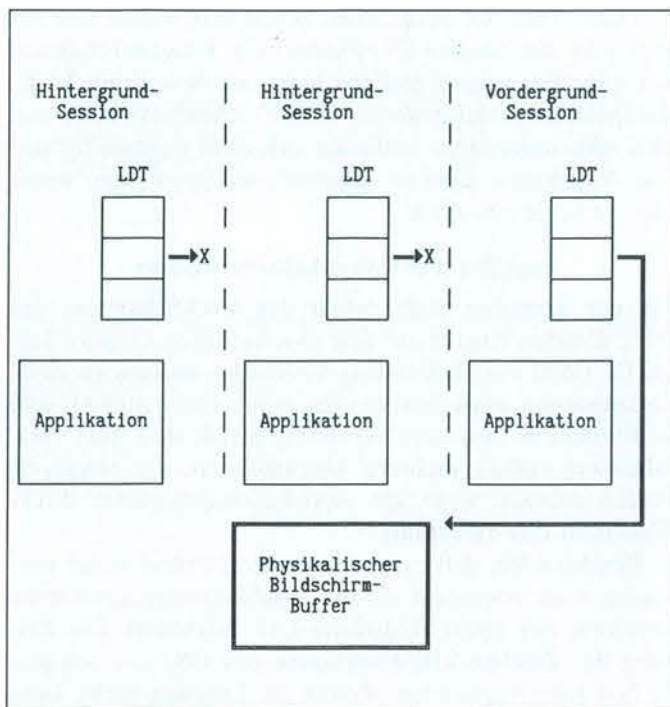 Hintergrund-
Session
Hintergrund-
Session
Vordergrund-
Session
LDT
LDT
LDT
X
X
Applikation
Applikation
Applikation
Physikalischer
Bildschirm-
Buffer